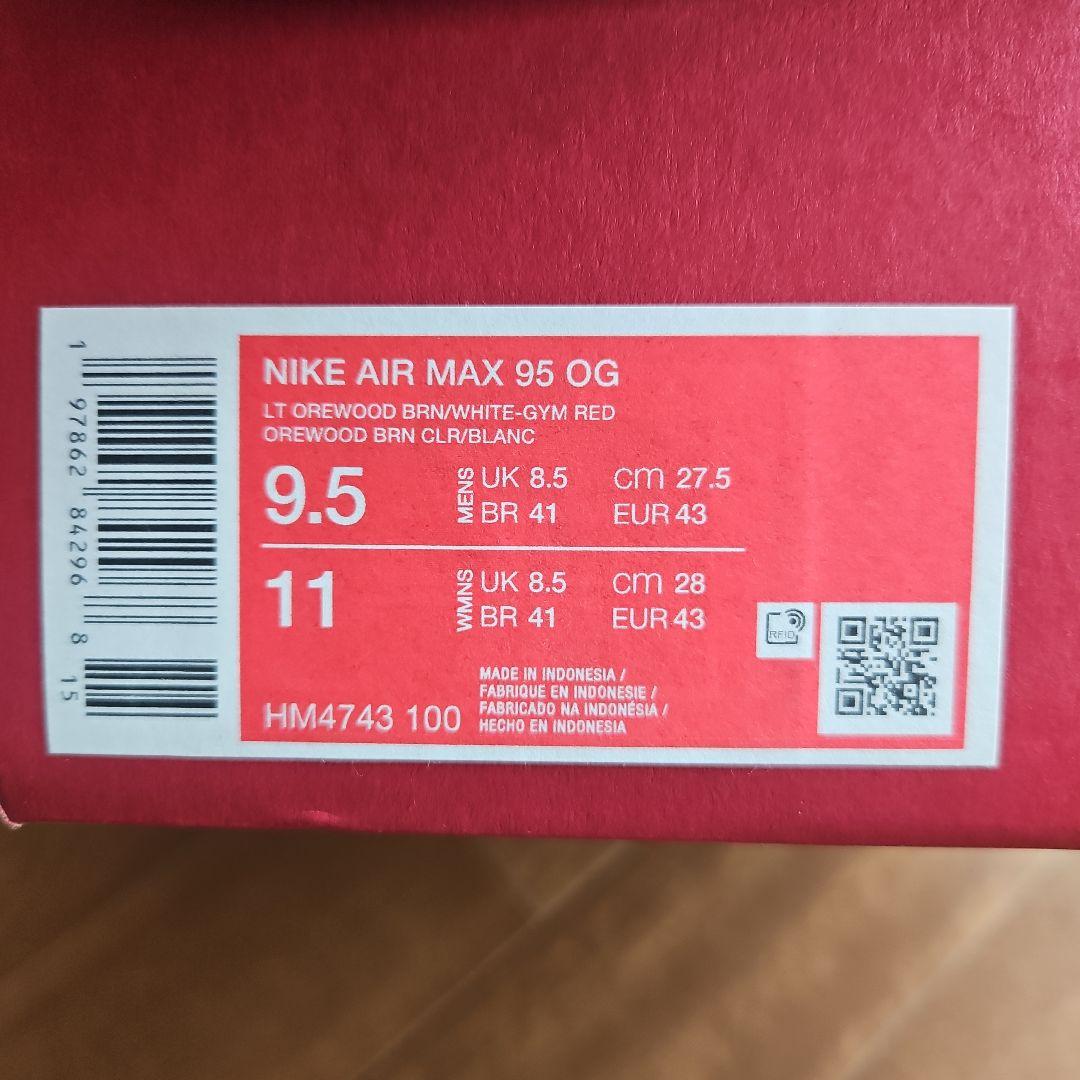 NIKE AIR MAX 95 OG
LT OREWOOD BRN/WHITE-GYM RED
OREWOOD BRN CLR/BLANC
9.5 MENS UK 8.5 cm 27.5
BR 41 EUR 43
11 WMNS UK 8.5 cm 28
BR 41 EUR 43
RFID
HM4743 100
MADE IN INDONESIA /
FABRIQUE EN INDONESIE /
FABRICADO NA INDONÉSIA /
HECHO EN INDONESIA
1 97862 84296 8 15